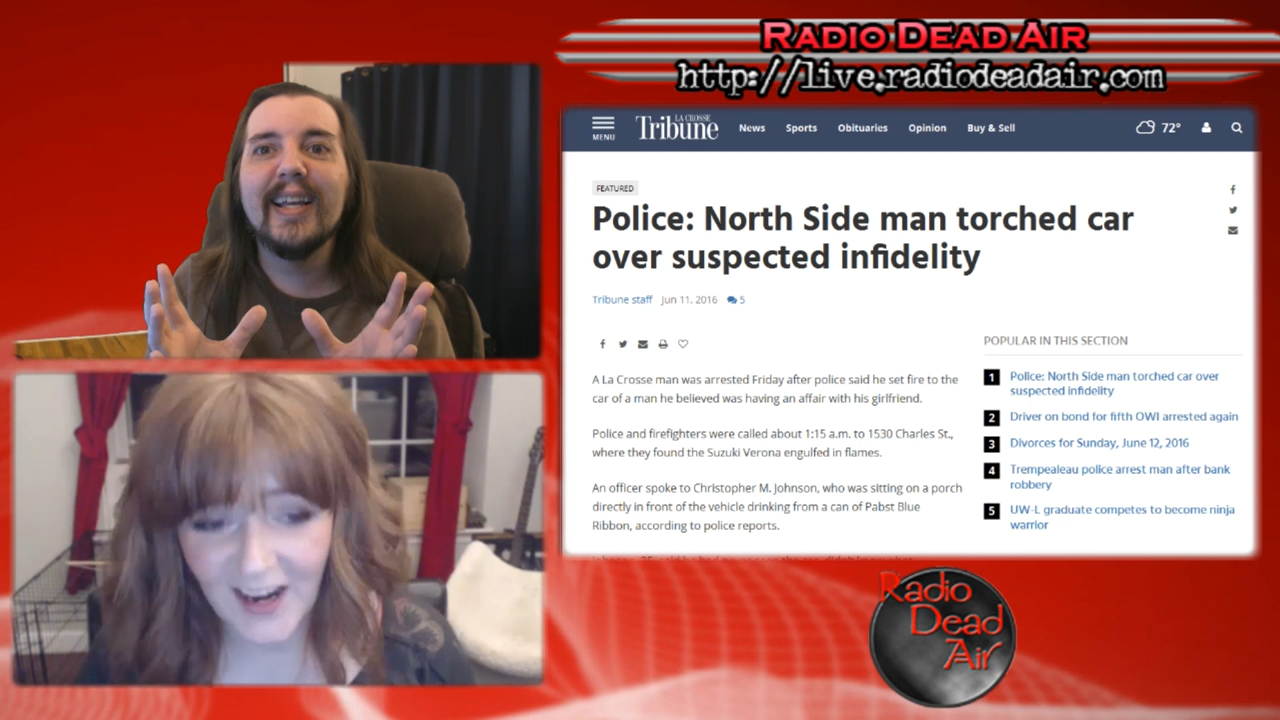 RADIO DEAD AIR
http://live.radiodeadair.com
MENU
LA CROSSE
Tribune
News
Sports
Obituaries
Opinion
Buy & Sell
72°
FEATURED
Police: North Side man torched car
over suspected infidelity
Tribune staff Jun 11, 2016 5
A La Crosse man was arrested Friday after police said he set fire to the
car of a man he believed was having an affair with his girlfriend.
Police and firefighters were called about 1:15 a.m. to 1530 Charles St.,
where they found the Suzuki Verona engulfed in flames.
An officer spoke to Christopher M. Johnson, who was sitting on a porch
directly in front of the vehicle drinking from a can of Pabst Blue
Ribbon, according to police reports.
POPULAR IN THIS SECTION
1 Police: North Side man torched car over
suspected infidelity
2 Driver on bond for fifth OWI arrested again
3 Divorces for Sunday, June 12, 2016
4 Trempealeau police arrest man after bank
robbery
5 UW-L graduate competes to become ninja
warrior
Radio
Dead
Air